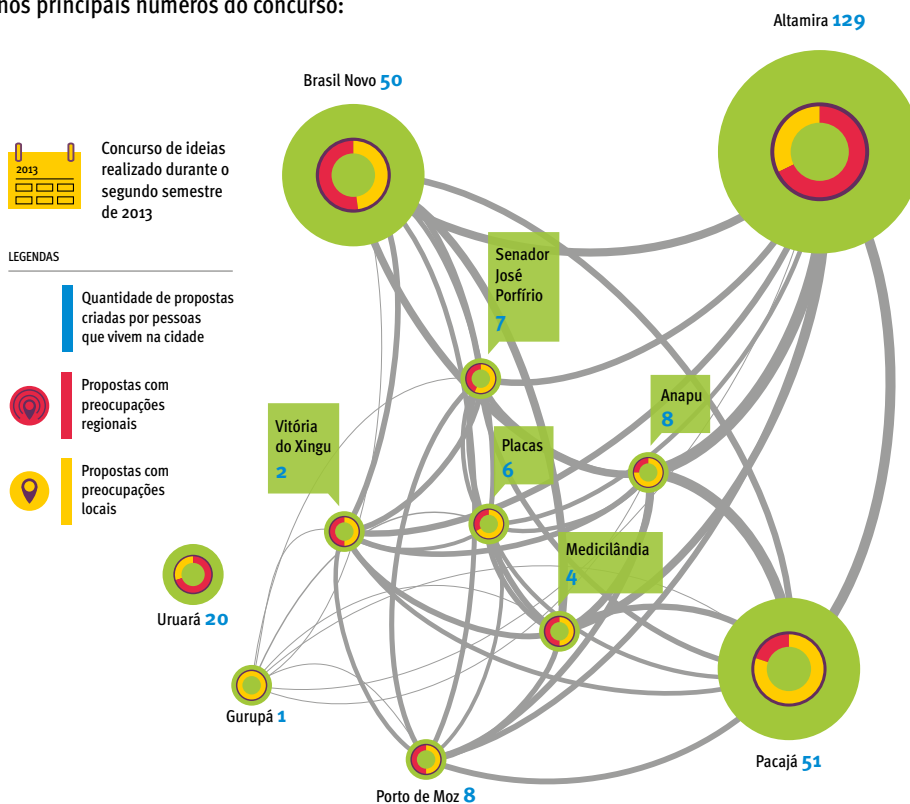 nos principais números do concurso:
Altamira 129
Brasil Novo 50
Concurso de ideias
realizado durante o
segundo semestre
de 2013
2013
LEGENDAS
Quantidade de propostas
criadas por pessoas
que vivem na cidade
Propostas com
preocupações
regionais
Propostas com
preocupações
locais
Senador
José
Porfírio
7
Anapu
8
Vitória
do Xingu
2
Placas
6
Medicilândia
4
Uruará 20
Gurupá 1
Pacajá 51
Porto de Moz 8